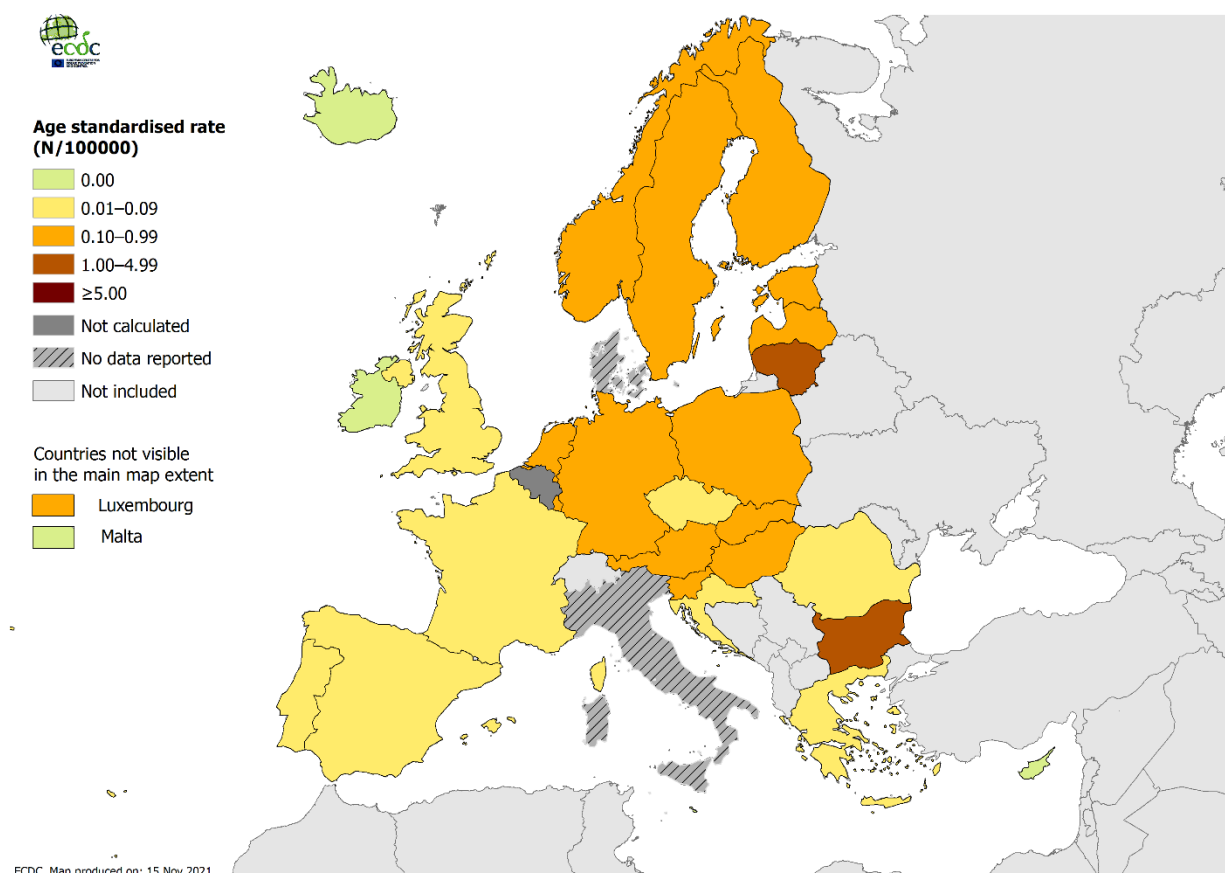 ecdc
Age standardised rate
(N/100000)
0.00
0.01–0.09
0.10–0.99
1.00–4.99
≥5.00
Not calculated
No data reported
Not included
Countries not visible
in the main map extent
Luxembourg
Malta
ECDC. Map produced on: 15 Nov 2021